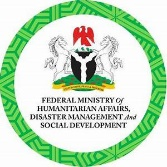 FEDERAL MINISTRY Of
HUMANITARIAN AFFAIRS,
DISASTER MANAGEMENT And
SOCIAL DEVELOPMENT